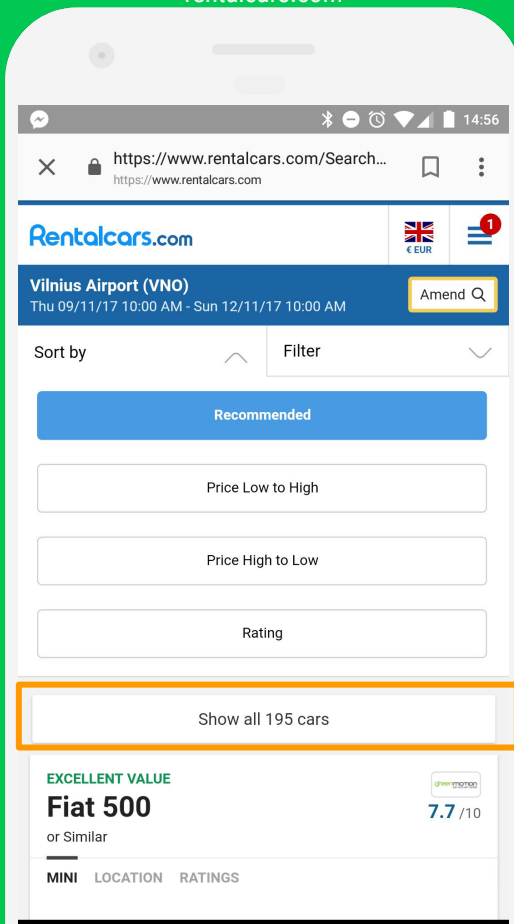 rentalcars.com
14:56
https://www.rentalcars.com/Search...
https://www.rentalcars.com
Rentalcars.com
€ EUR
1
Vilnius Airport (VNO)
Thu 09/11/17 10:00 AM - Sun 12/11/17 10:00 AM
Amend
Sort by
Filter
Recommended
Price Low to High
Price High to Low
Rating
Show all 195 cars
EXCELLENT VALUE
greenmotion
Fiat 500
7.7 /10
or Similar
MINI LOCATION RATINGS